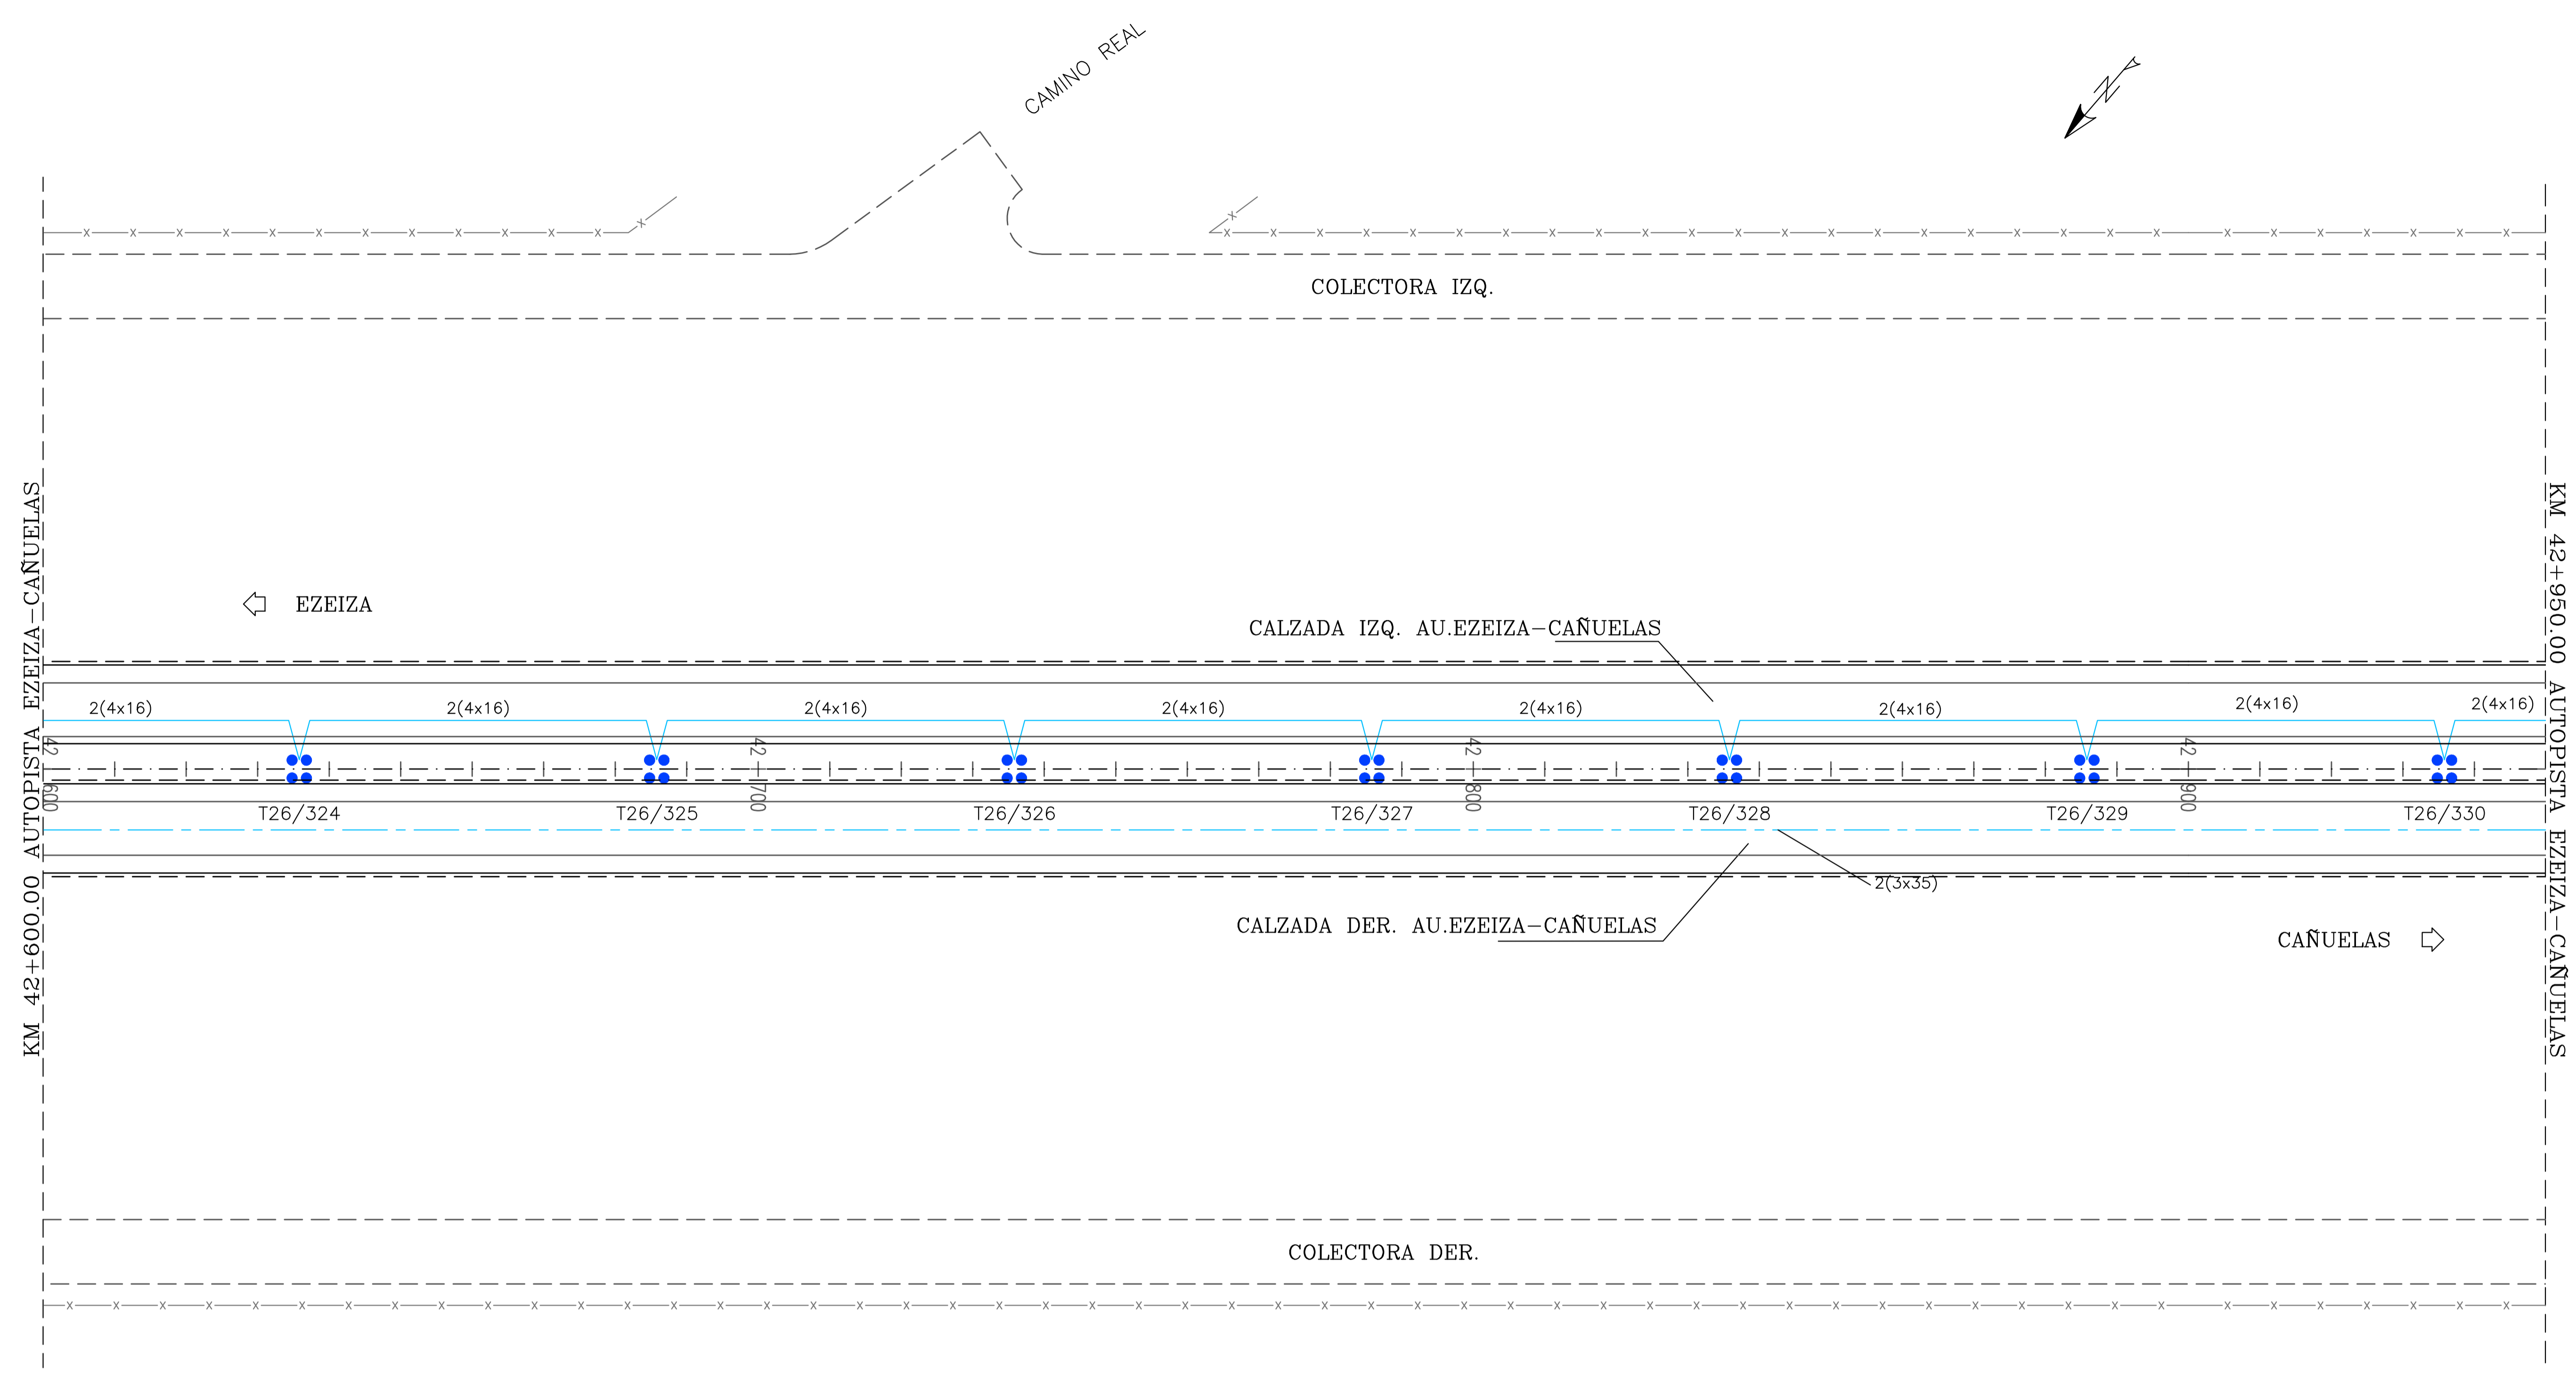 CAMINO REAL
N
COLECTORA IZQ.
KM 42+600.00 AUTOPISTA EZEIZA-CAÑUELAS
KM 42+950.00 AUTOPISTA EZEIZA-CAÑUELAS
EZEIZA
CALZADA IZQ. AU.EZEIZA-CAÑUELAS
2(4x16) 2(4x16) 2(4x16) 2(4x16) 2(4x16) 2(4x16) 2(4x16) 2(4x16)
42 600
42 700
42 800
42 900
T26/324 T26/325 T26/326 T26/327 T26/328 T26/329 T26/330
2(3x35)
CALZADA DER. AU.EZEIZA-CAÑUELAS
CAÑUELAS
COLECTORA DER.